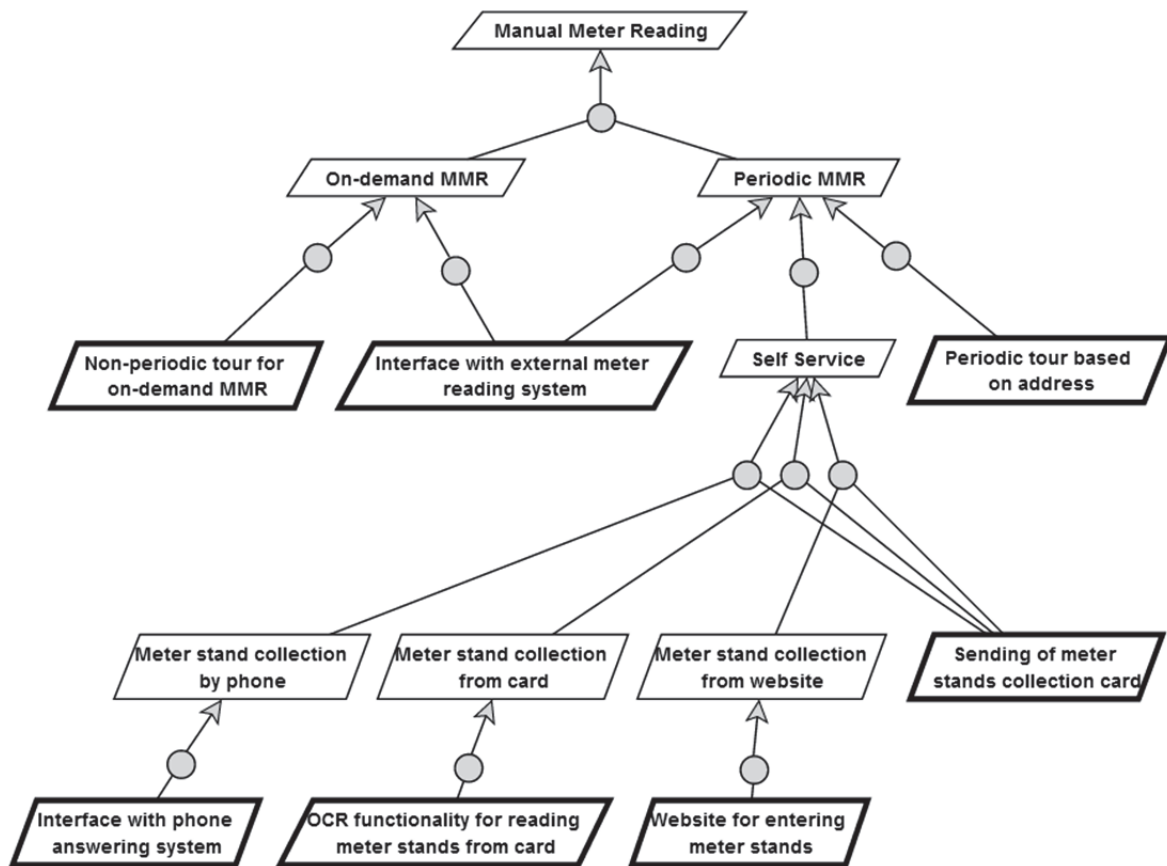 Manual Meter Reading
On-demand MMR
Periodic MMR
Non-periodic tour for
on-demand MMR
Interface with external meter
reading system
Self Service
Periodic tour based
on address
Meter stand collection
by phone
Meter stand collection
from card
Meter stand collection
from website
Sending of meter
stands collection card
Interface with phone
answering system
OCR functionality for reading
meter stands from card
Website for entering
meter stands